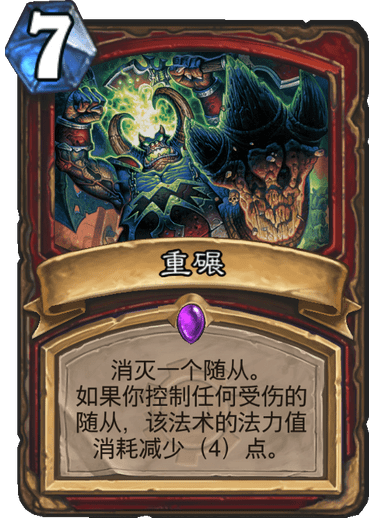 7
重碾
消灭一个随从。
如果你控制任何受伤的
随从，该法术的法力值
消耗减少（4）点。